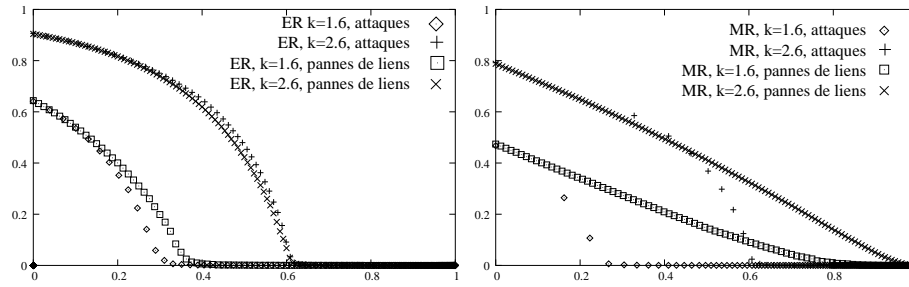 ER k=1.6, attaques
ER, k=2.6, attaques
ER, k=1.6, pannes de liens
ER, k=2.6, pannes de liens
1
0.8
0.6
0.4
0.2
0
0 0.2 0.4 0.6 0.8 1
MR, k=1.6, attaques
MR, k=2.6, attaques
MR, k=1.6, pannes de liens
MR, k=2.6, pannes de liens
1
0.8
0.6
0.4
0.2
0
0 0.2 0.4 0.6 0.8